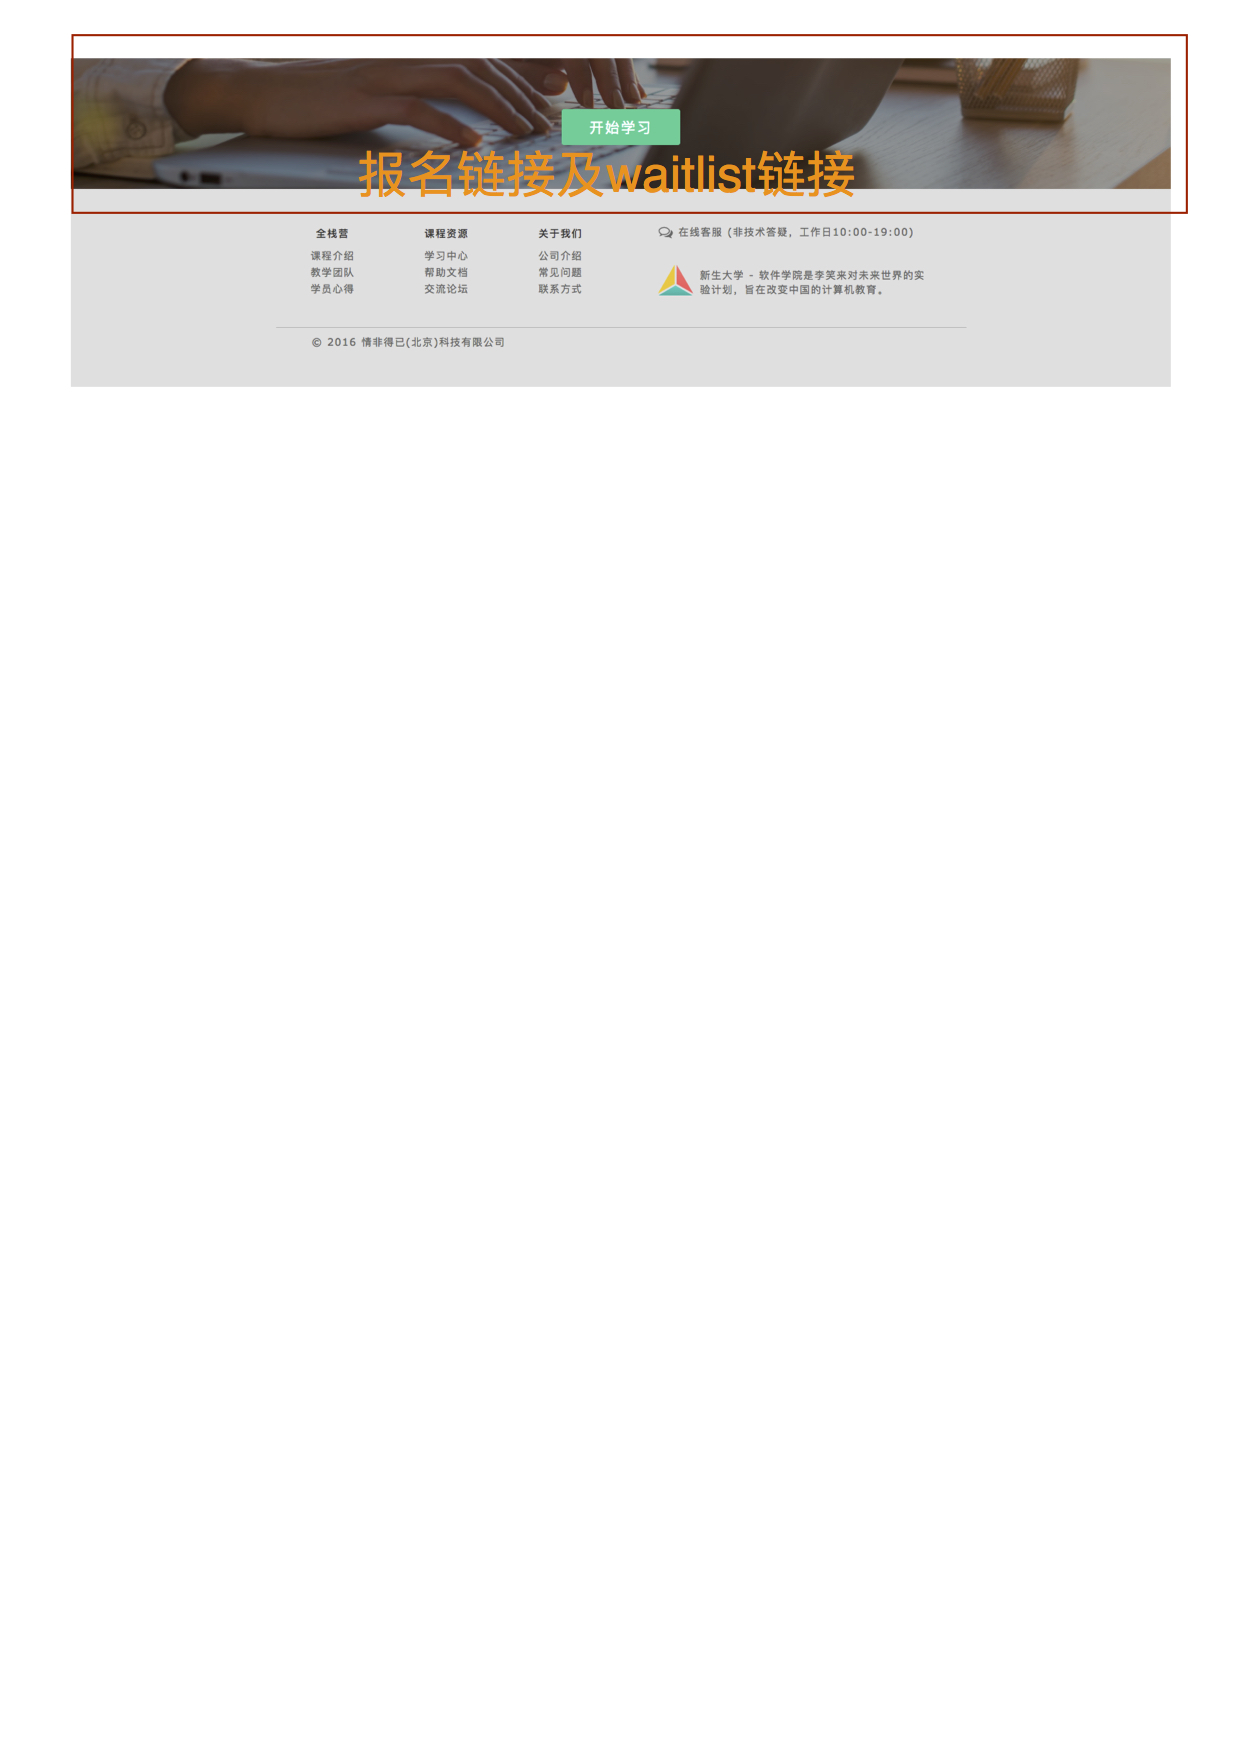 开始学习
报名链接及waitlist链接
全栈营
课程介绍
教学团队
学员心得
课程资源
学习中心
帮助文档
交流论坛
关于我们
公司介绍
常见问题
联系方式
在线客服 (非技术答疑, 工作日10:00-19:00)
新生大学 - 软件学院是李笑来对未来世界的实
验计划, 旨在改变中国的计算机教育。
© 2016 情非得已(北京)科技有限公司